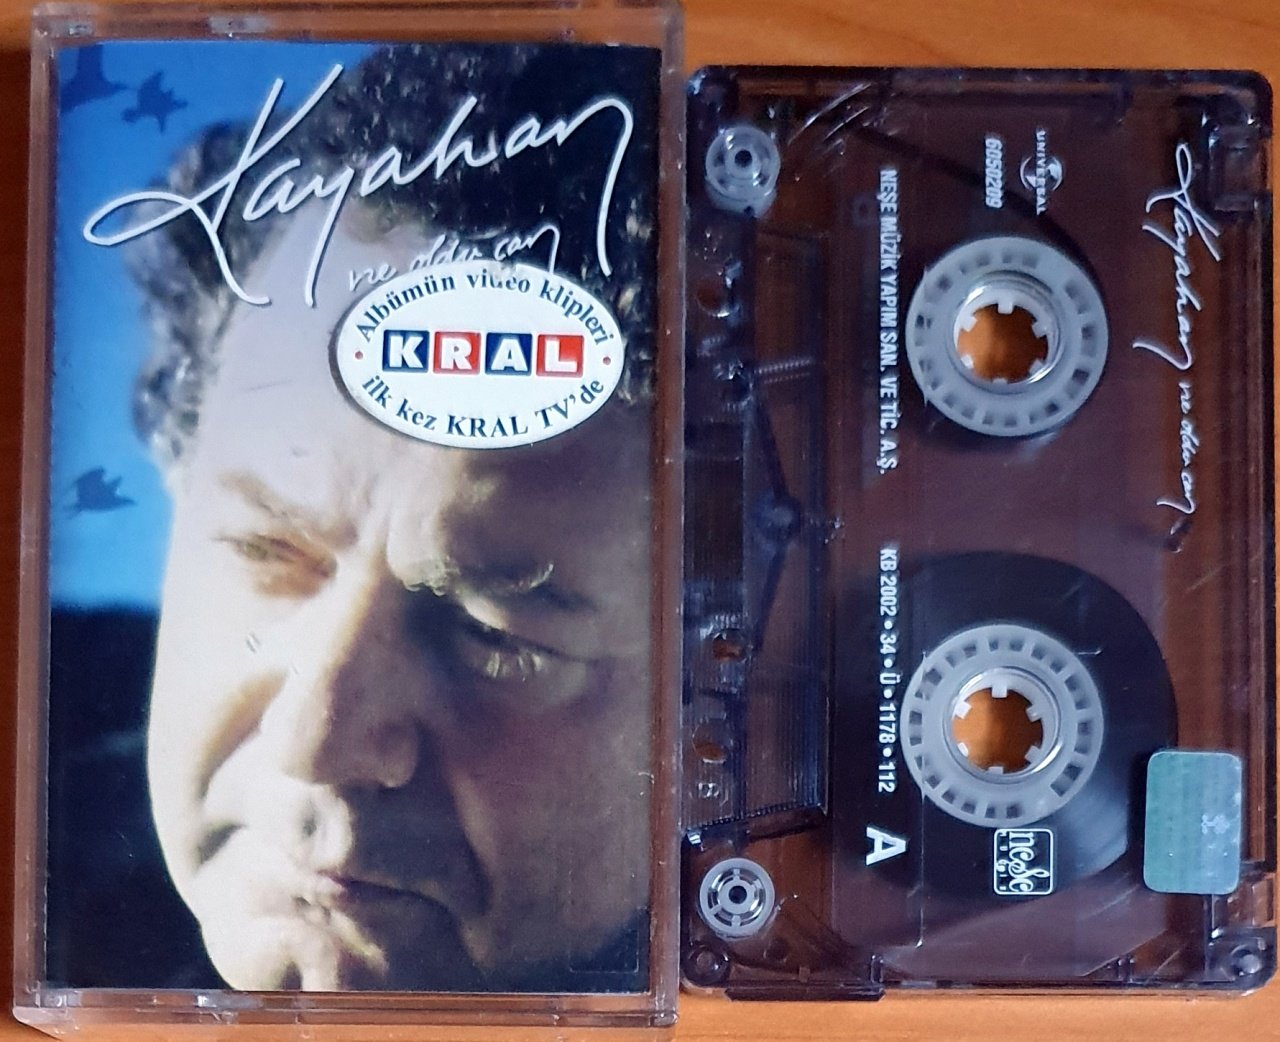 Kayahan
ne oldu can
Albümün video klipleri
KRAL
ilk kez KRAL TV'de
Kayahan ne oldu can
UNIVERSAL
6050209
NEŞE MÜZİK YAPIM SAN. VE TİC. A.Ş.
KB 2002 • 34 • Ü • 1178 • 112
A
neşe